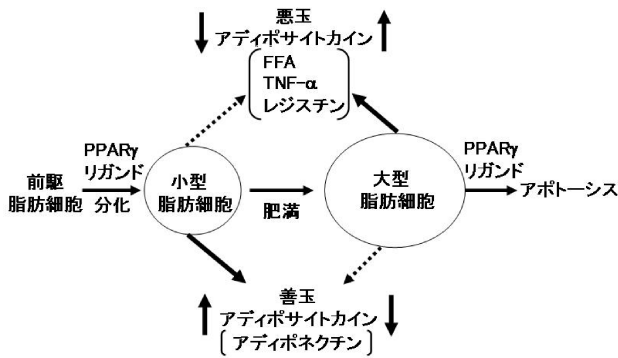 悪玉
アディポサイトカイン
FFA
TNF-α
レジスチン
PPARγ
リガンド
前駆
脂肪細胞
分化
小型
脂肪細胞
肥満
大型
脂肪細胞
PPARγ
リガンド
アポトーシス
善玉
アディポサイトカイン
アディポネクチン